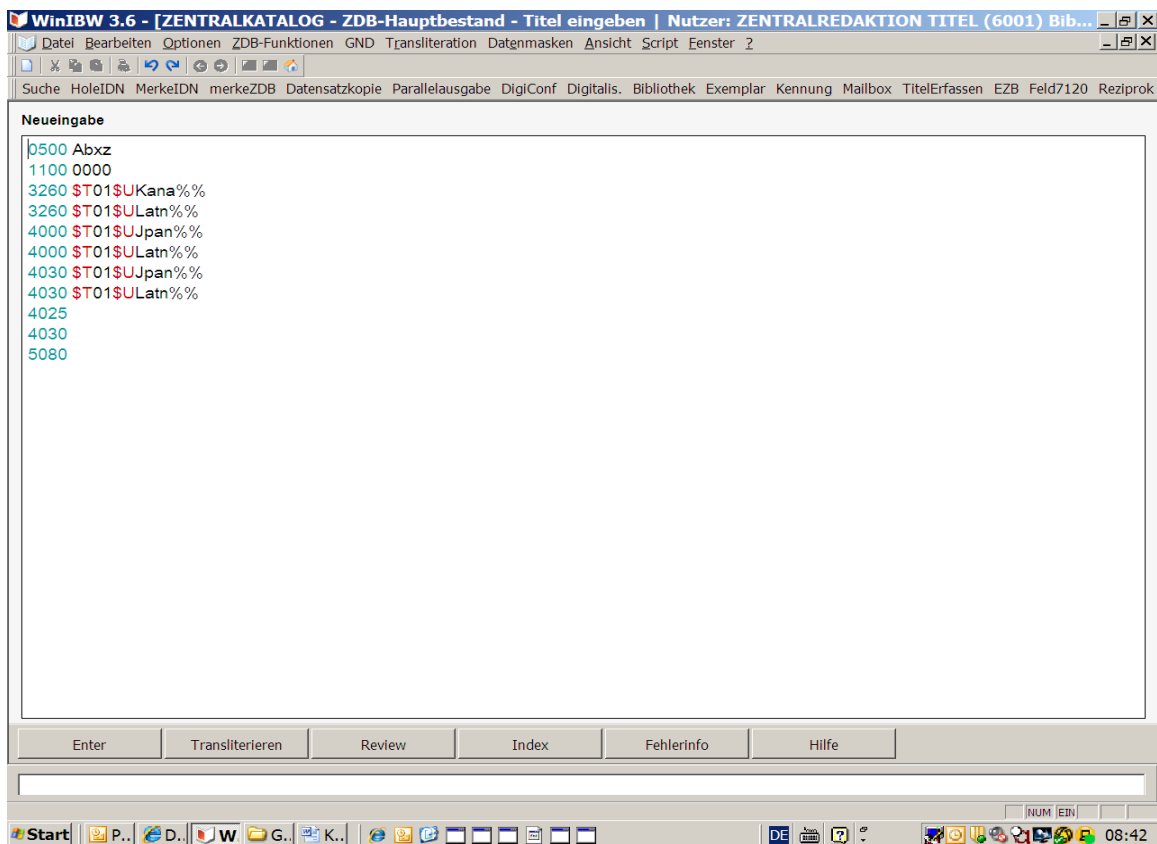 WinIBW 3.6 - [ZENTRALKATALOG - ZDB-Hauptbestand - Titel eingeben | Nutzer: ZENTRALREDAKTION TITEL (6001) Bib...
Datei Bearbeiten Optionen ZDB-Funktionen GND Transliteration Datenmasken Ansicht Script Fenster ?
Suche HoleIDN MerkeIDN merkeZDB Datensatzkopie Parallelausgabe DigiConf Digitalis. Bibliothek Exemplar Kennung Mailbox TitelErfassen EZB Feld7120 Reziprok
Neueingabe
0500 Abxz
1100 0000
3260 $T01$UKana%%
3260 $T01$ULatn%%
4000 $T01$UJpan%%
4000 $T01$ULatn%%
4030 $T01$UJpan%%
4030 $T01$ULatn%%
4025
4030
5080
Enter Transliterieren Review Index Fehlerinfo Hilfe
NUM EIN
Start P.. D.. W. G.. K.. DE 08:42